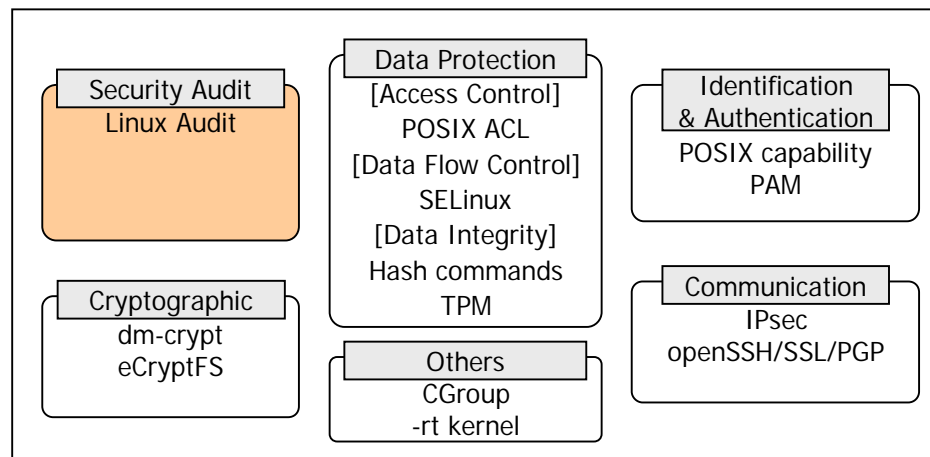 Security Audit
Linux Audit
Cryptographic
dm-crypt
eCryptFS
Data Protection
[Access Control]
POSIX ACL
[Data Flow Control]
SELinux
[Data Integrity]
Hash commands
TPM
Others
CGroup
-rt kernel
Identification
& Authentication
POSIX capability
PAM
Communication
IPsec
openSSH/SSL/PGP